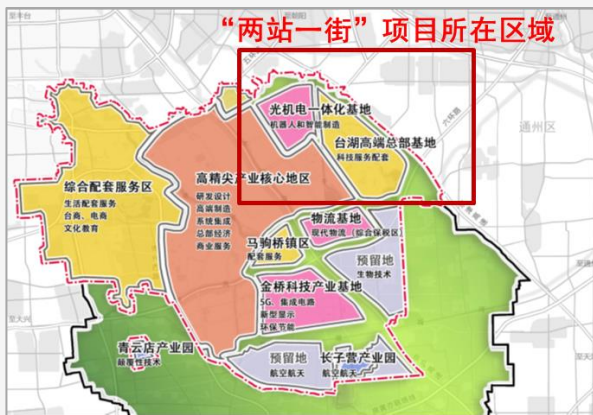 “两站一街”项目所在区域
光机电一体化基地
机器人和智能制造
台湖高端总部基地
科技服务配套
通州区
六环路
综合配套服务区
生活配套服务
台商、电商
文化教育
高精尖产业核心地区
研发设计
高端制造
系统集成
总部经济
商业服务
物流基地
现代物流(综合保税区)
马驹桥镇区
配套服务
预留地
生物技术
金桥科技产业基地
5G、集成电路
新型显示
环保节能
青云店产业园
颠覆性技术
预留地
航空航天
长子营产业园
航空航天